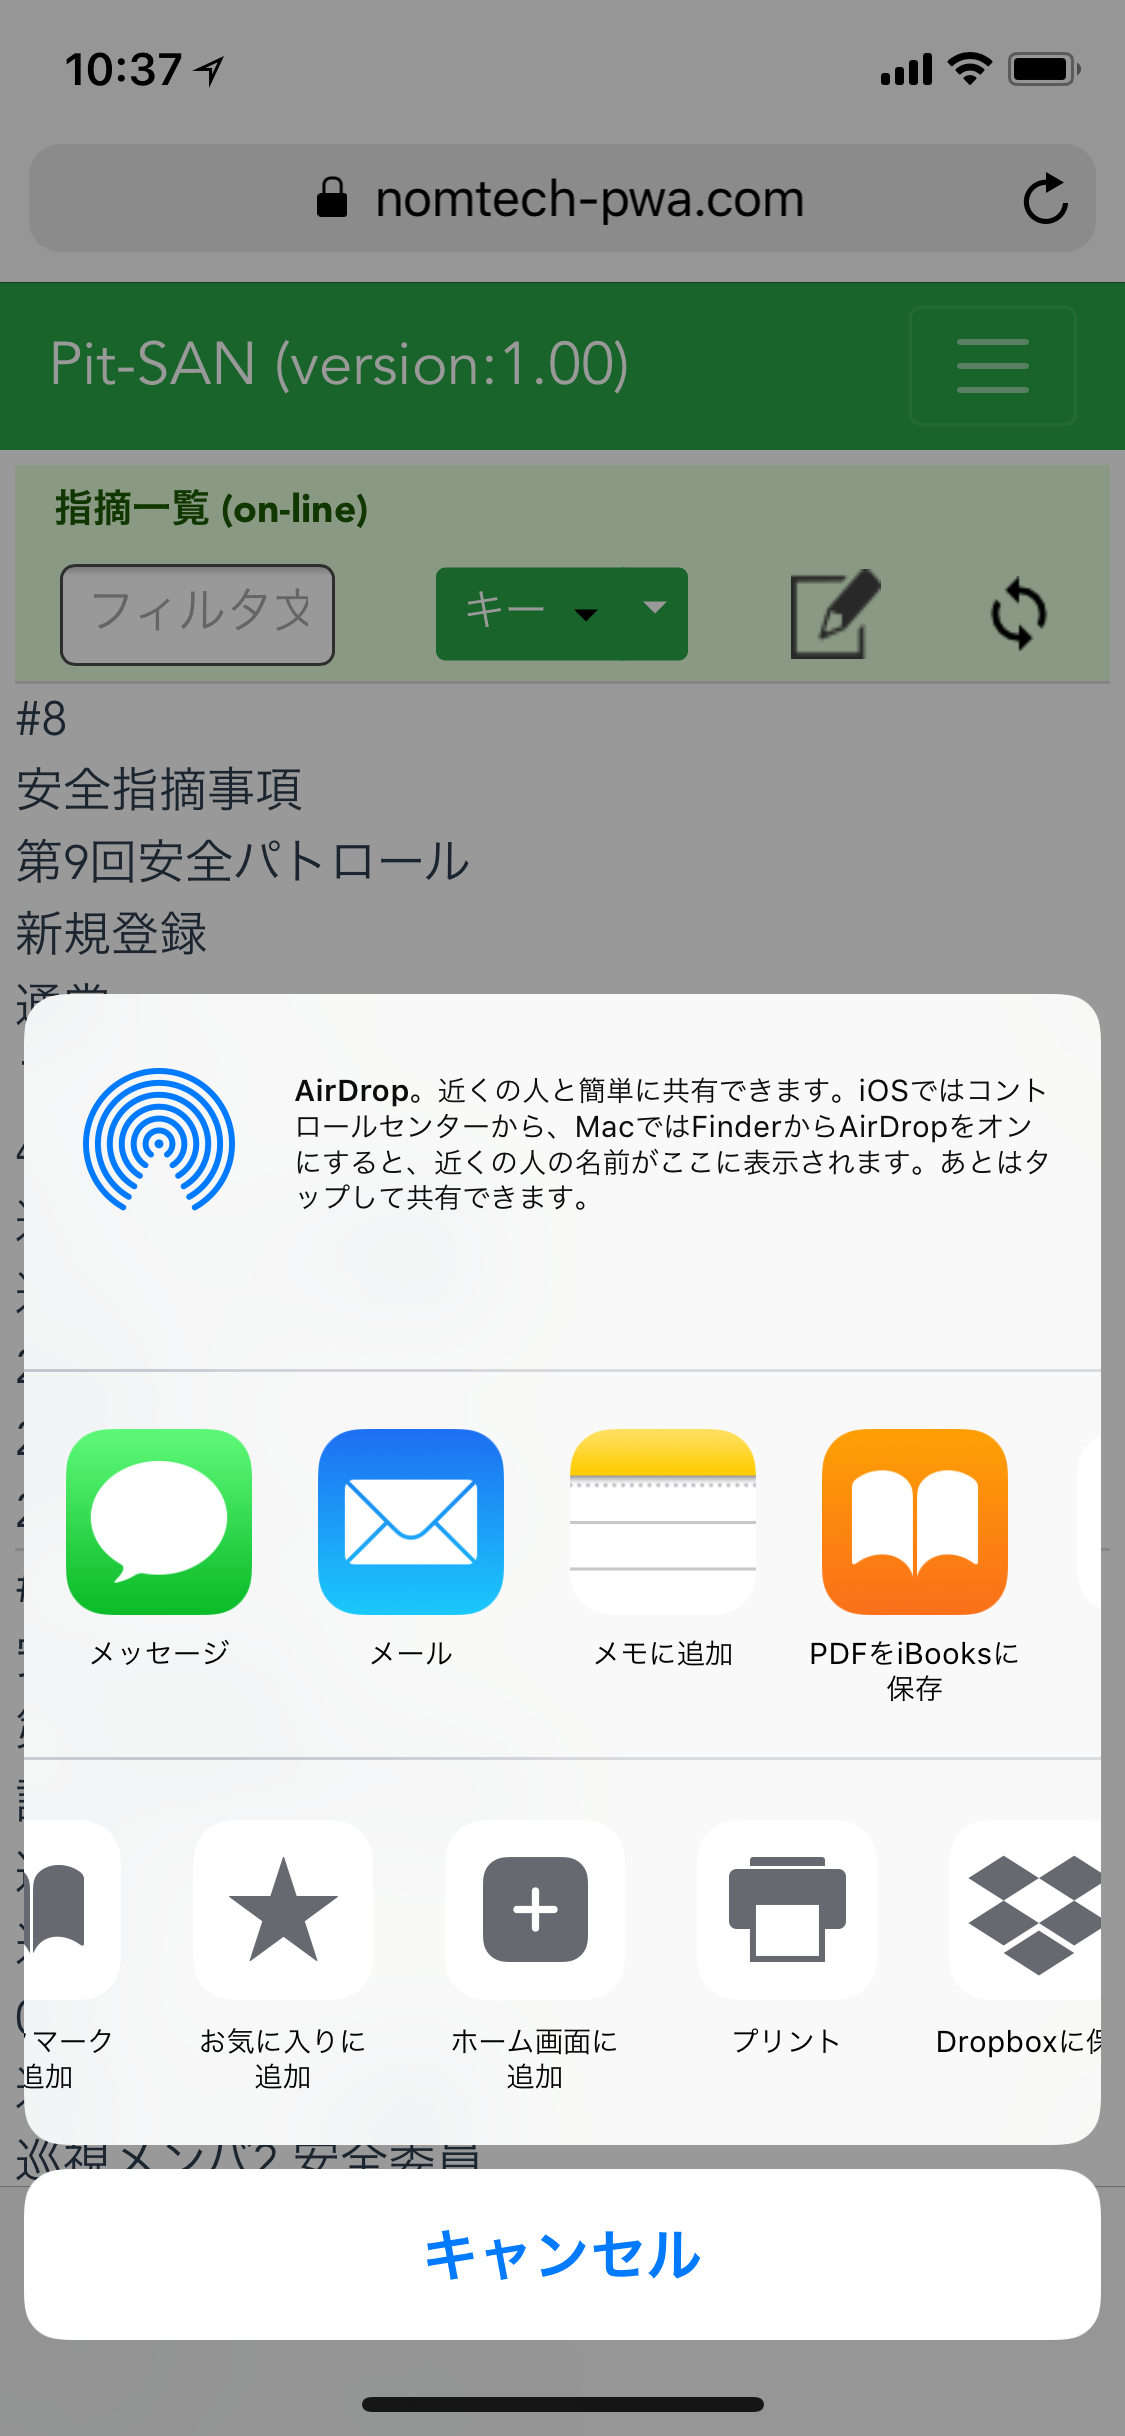 10:37
nomtech-pwa.com
Pit-SAN (version:1.00)
指摘一覧 (on-line)
フィルタ文
キー
#8
安全指摘事項
第9回安全パトロール
新規登録
通常
AirDrop。近くの人と簡単に共有できます。iOSではコント
ロールセンターから、MacではFinderからAirDropをオン
にすると、近くの人の名前がここに表示されます。あとはタ
ップして共有できます。
メッセージ
メール
メモに追加
PDFをiBooksに
保存
マーク
追加
お気に入りに
追加
ホーム画面に
追加
プリント
Dropboxに保
巡視メンバ2 安全委員
キャンセル